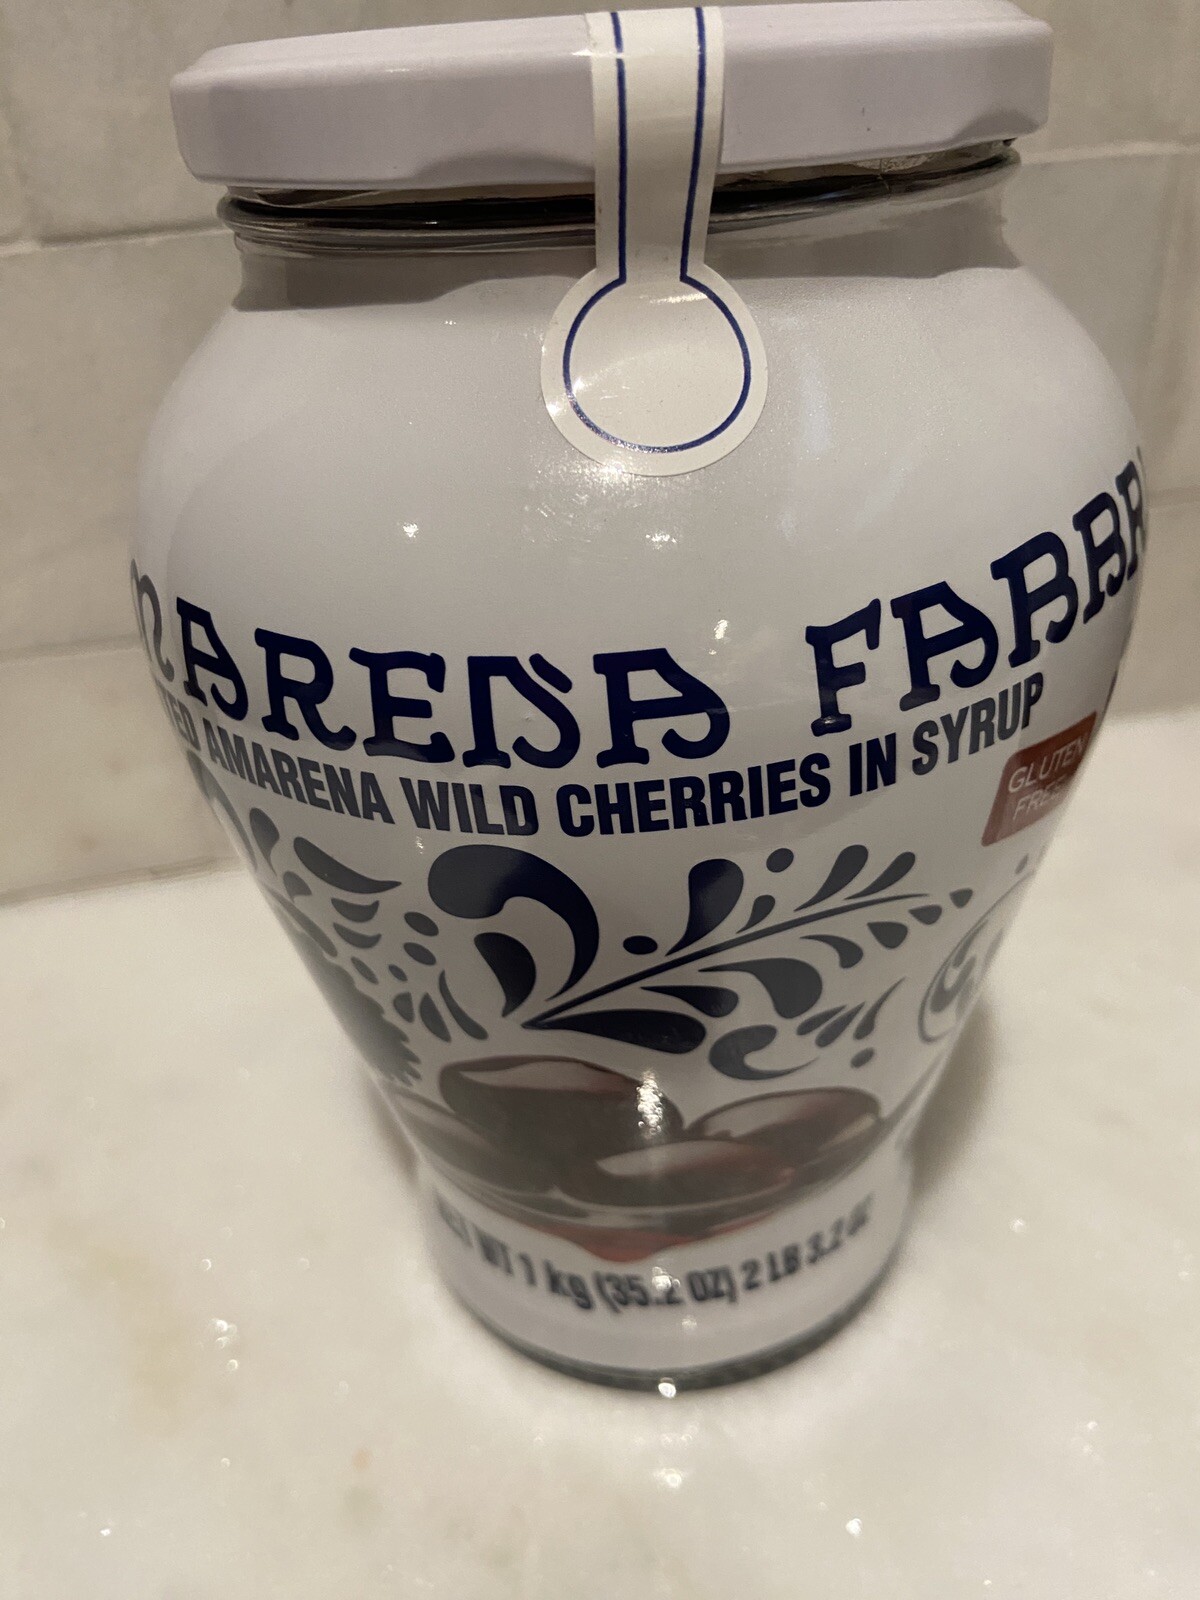 MARENA FABBR
TED AMARENA WILD CHERRIES IN SYRUP
GLUTEN
FREE
NET WT 1 kg (35.2 OZ) 2 LB 3.2 OZ